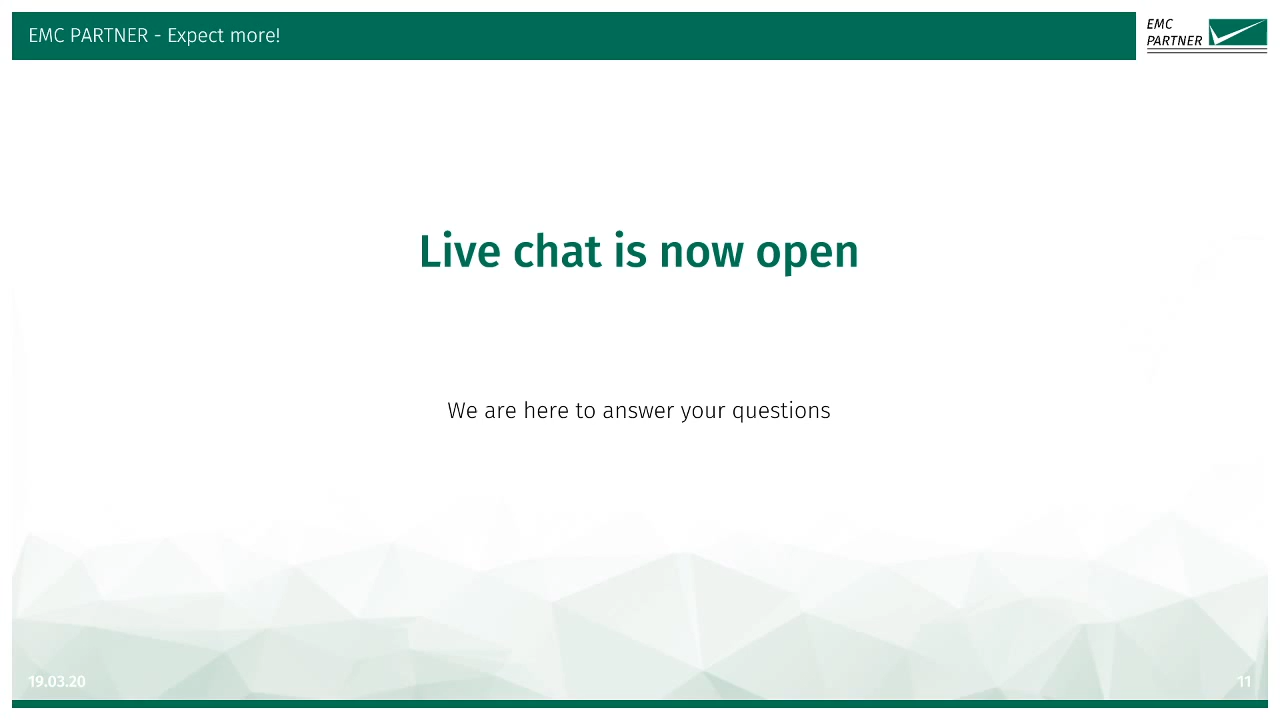 EMC PARTNER - Expect more!
EMC
PARTNER
Live chat is now open
We are here to answer your questions
19.03.20
11